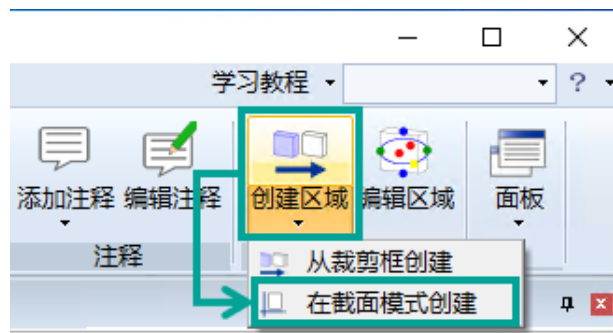 学习教程
?
添加注释 编辑注释 创建区域 编辑区域 面板
注释
从裁剪框创建
在截面模式创建